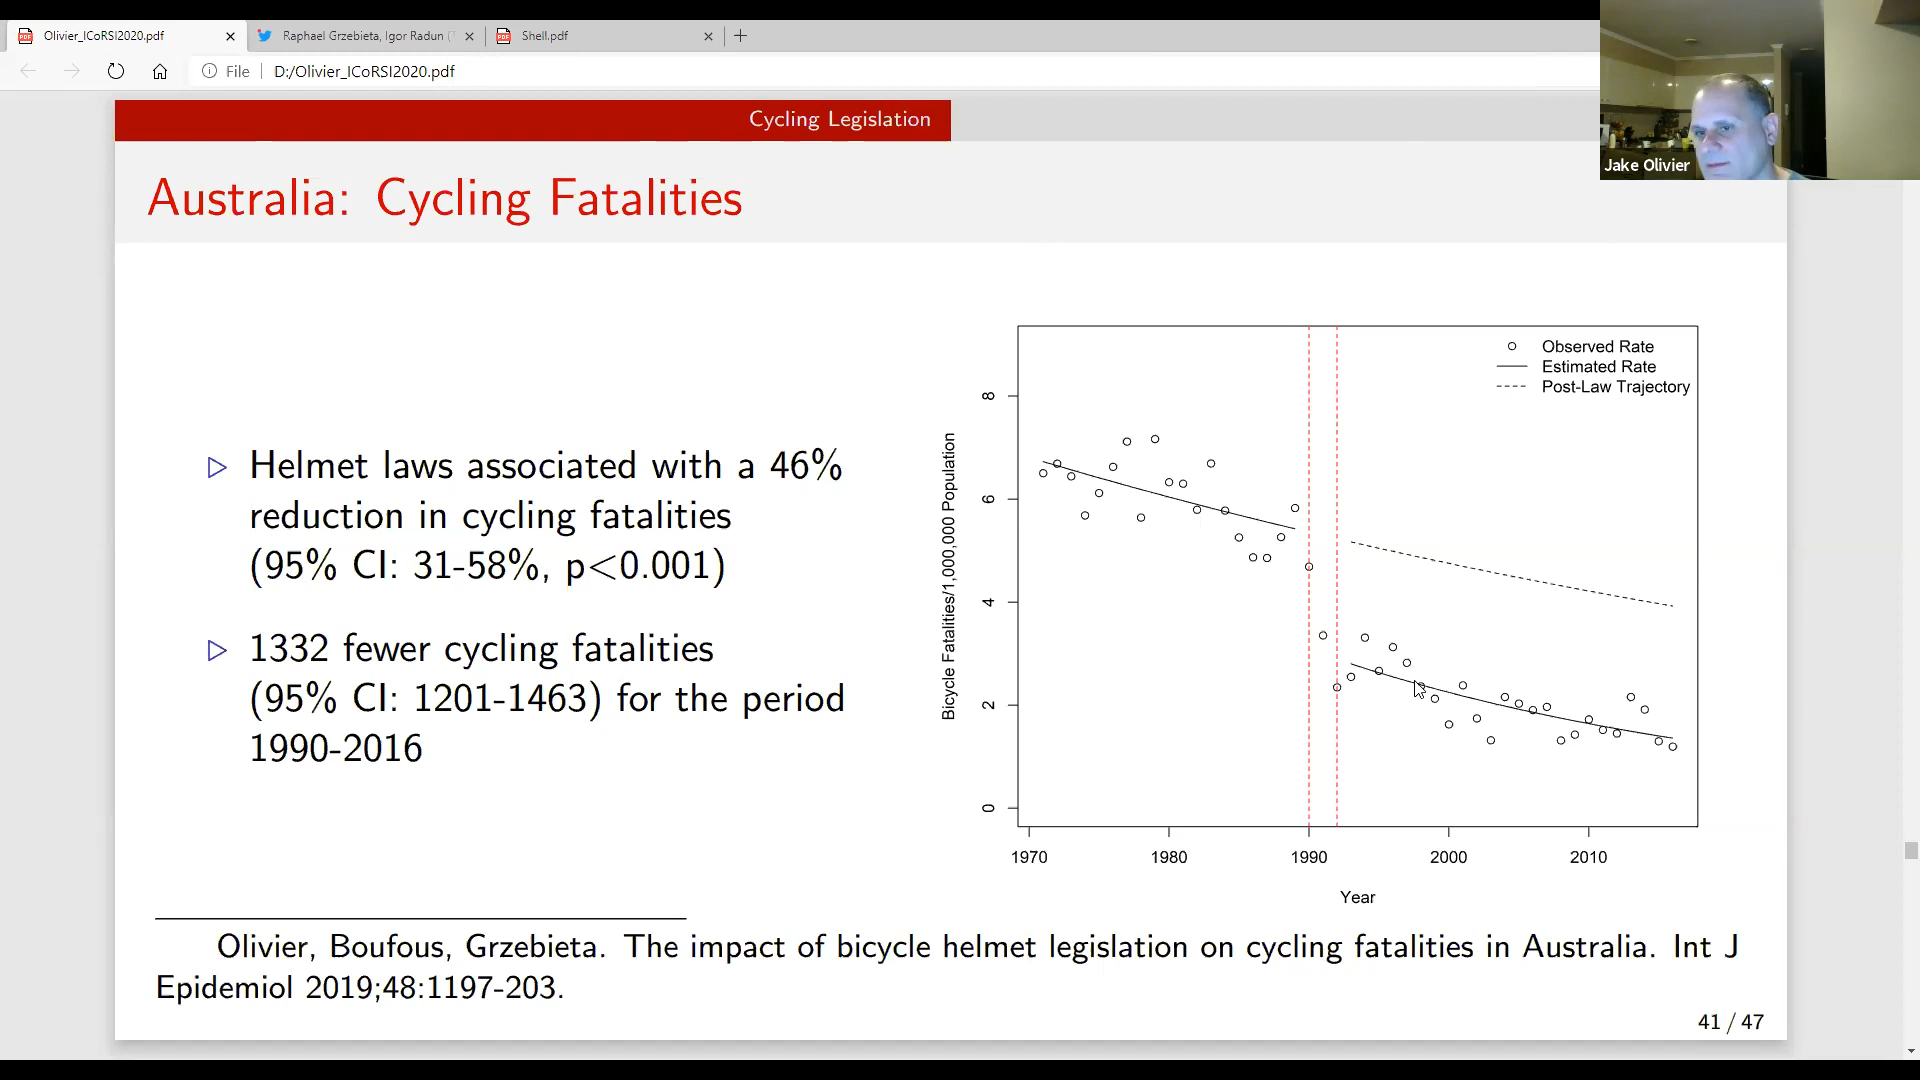 Olivier_ICoRSI2020.pdf
Raphael Grzebieta, Igor Radun
Shell.pdf
File
D:/Olivier_ICoRSI2020.pdf
Jake Olivier
Cycling Legislation
Australia: Cycling Fatalities
▷ Helmet laws associated with a 46%
reduction in cycling fatalities
(95% CI: 31-58%, p<0.001)
▷ 1332 fewer cycling fatalities
(95% CI: 1201-1463) for the period
1990-2016
Observed Rate
Estimated Rate
Post-Law Trajectory
Bicycle Fatalities/1,000,000 Population
8
6
4
2
0
1970 1980 1990 2000 2010
Year
Olivier, Boufous, Grzebieta. The impact of bicycle helmet legislation on cycling fatalities in Australia. Int J
Epidemiol 2019;48:1197-203.
41 / 47